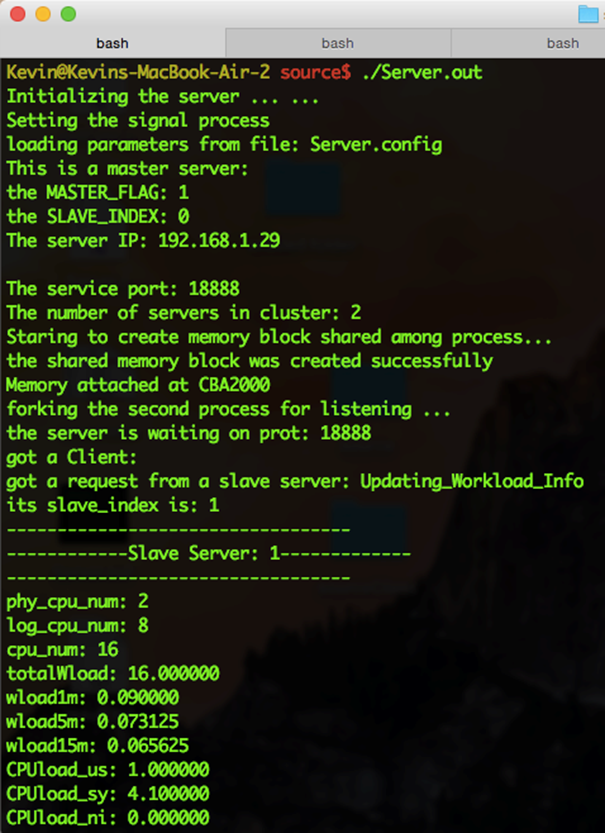 bash bash bash
Kevin@Kevins-MacBook-Air-2 source$ ./Server.out
Initializing the server ... ...
Setting the signal process
loading parameters from file: Server.config
This is a master server:
the MASTER_FLAG: 1
the SLAVE_INDEX: 0
The server IP: 192.168.1.29
The service port: 18888
The number of servers in cluster: 2
Staring to create memory block shared among process...
the shared memory block was created successfully
Memory attached at CBA2000
forking the second process for listening ...
the server is waiting on prot: 18888
got a Client:
got a request from a slave server: Updating_Workload_Info
its slave_index is: 1
----------------------------------
------------Slave Server: 1-------------
----------------------------------
phy_cpu_num: 2
log_cpu_num: 8
cpu_num: 16
totalWload: 16.000000
wload1m: 0.090000
wload5m: 0.073125
wload15m: 0.065625
CPUload_us: 1.000000
CPUload_sy: 4.100000
CPUload_ni: 0.000000